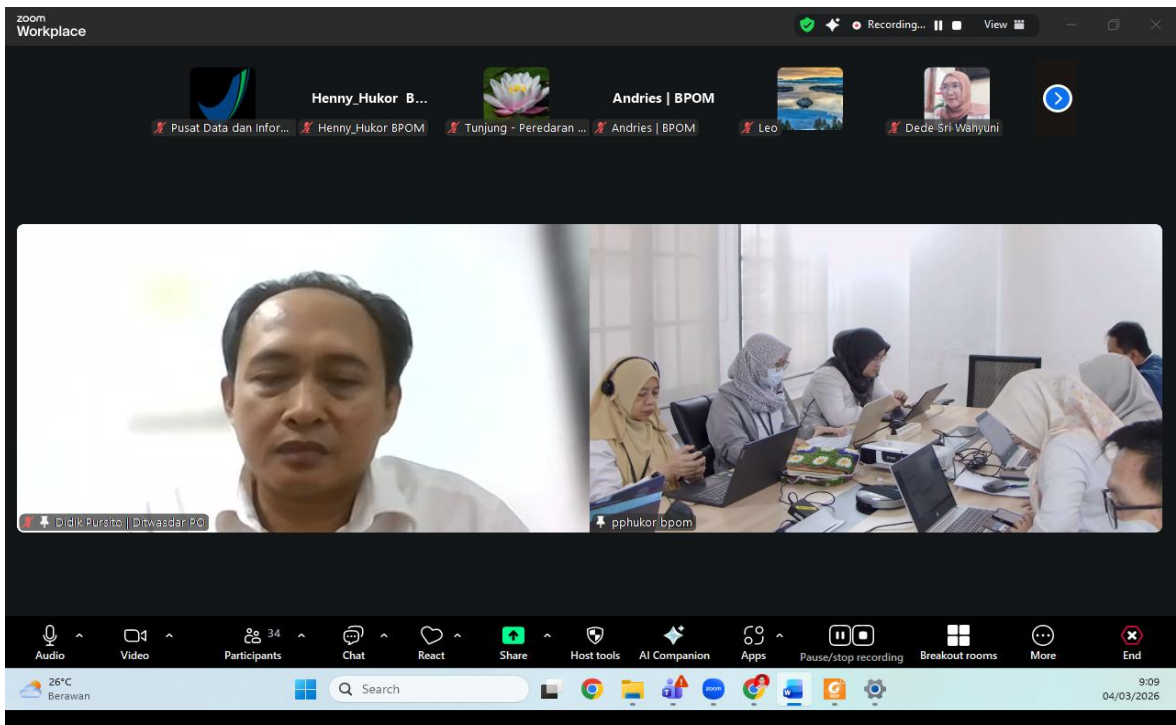 zoom
Workplace
Recording...
View
Henny_Hukor B...
Andries | BPOM
Pusat Data dan Infor...
Henny_Hukor BPOM
Tunjung - Peredaran ...
Andries | BPOM
Leo
Dede Sri Wahyuni
Didik Pursito | Ditwasdar PO
pphukor bpom
34
Audio
Video
Participants
Chat
React
Share
Host tools
AI Companion
Apps
Pause/stop recording
Breakout rooms
More
End
26°C
Berawan
Search
zoom
9:09
04/03/2026